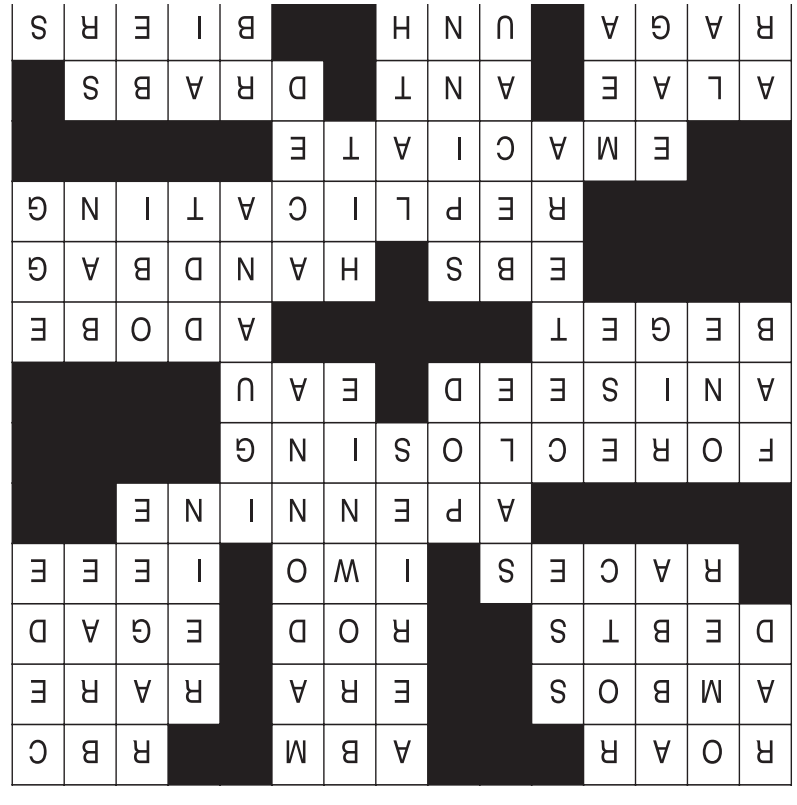 ROAR ABM RBC
AMBOS ERA RARE
DEBTS ROD EGAD
RACES IWO IEEE
APENNINE
FORECLOSING
ANISEED EAU
BEGET ADOBE
EBS HANDBAG
REPLICATING
EMACIATE
ALAE ANT DRABS
RAGA UNH BIERS